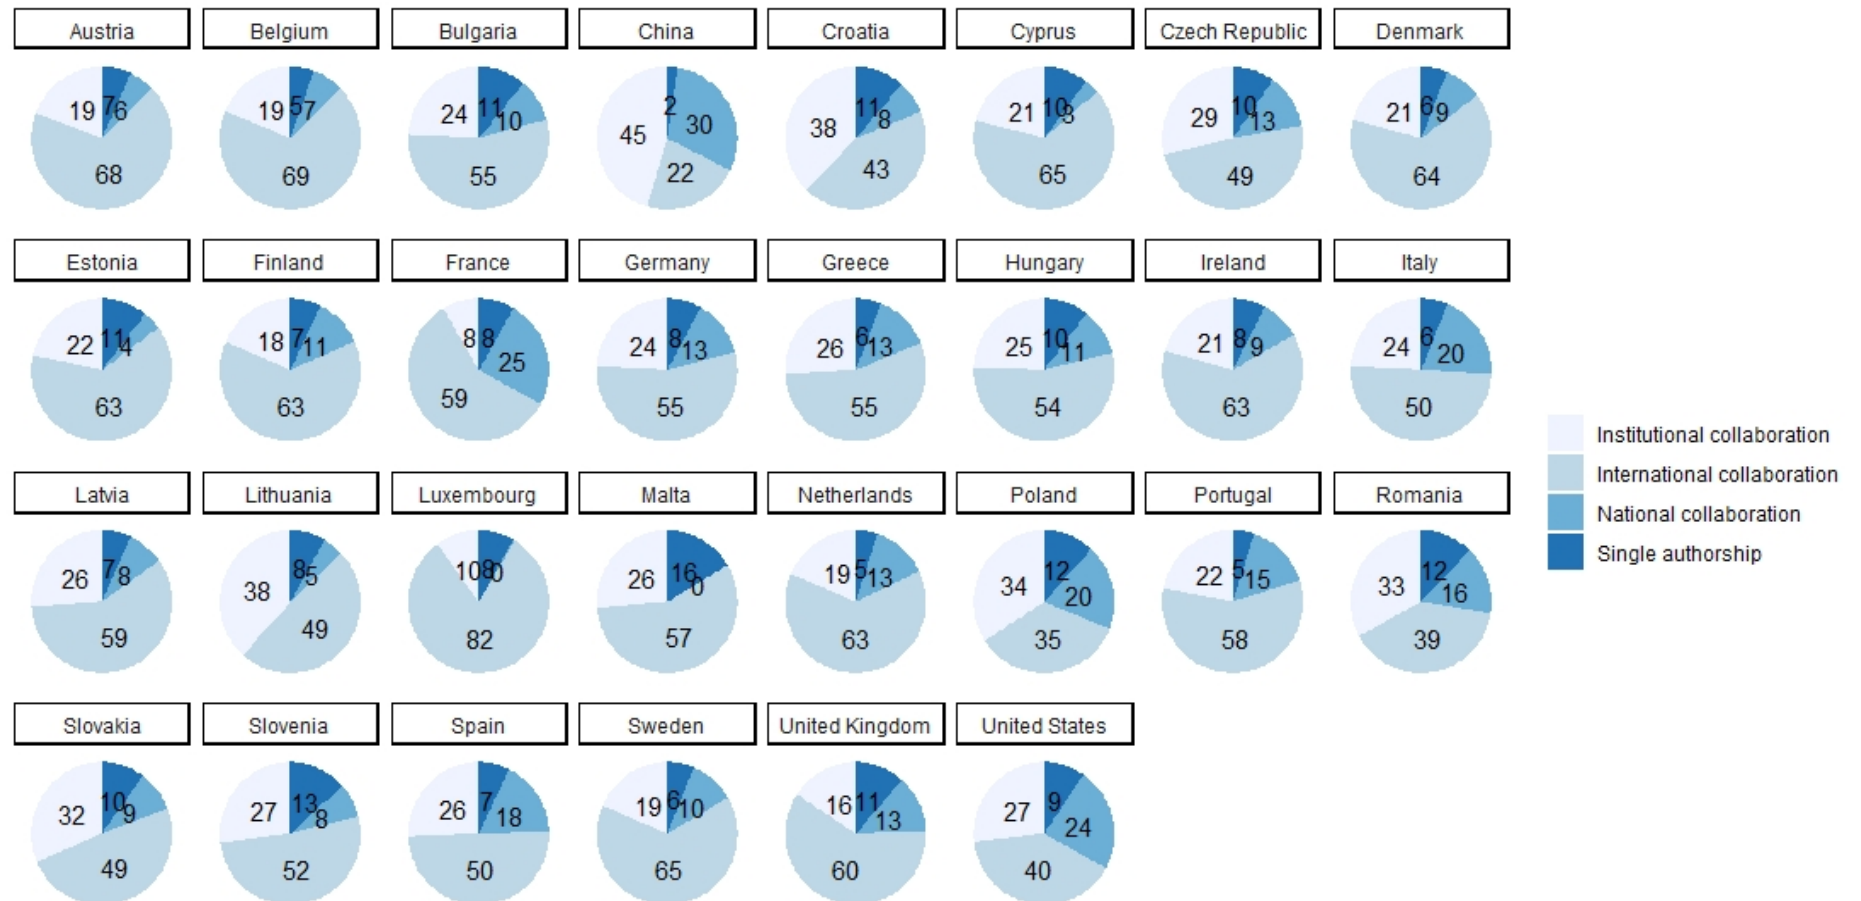 Austria Belgium Bulgaria China Croatia Cyprus Czech Republic Denmark
19 7 6 68 19 5 7 69 24 11 10 55 45 2 30 22 38 11 8 43 21 10 3 65 29 10 13 49 21 6 9 64
Estonia Finland France Germany Greece Hungary Ireland Italy
22 11 4 63 18 7 11 63 8 8 25 59 24 8 13 55 26 6 13 55 25 10 11 54 21 8 9 63 24 6 20 50
Institutional collaboration
International collaboration
National collaboration
Single authorship
Latvia Lithuania Luxembourg Malta Netherlands Poland Portugal Romania
26 7 8 59 38 8 5 49 10 8 0 82 26 16 0 57 19 5 13 63 34 12 20 35 22 5 15 58 33 12 16 39
Slovakia Slovenia Spain Sweden United Kingdom United States
32 10 9 49 27 13 8 52 26 7 18 50 19 6 10 65 16 11 13 60 27 9 24 40